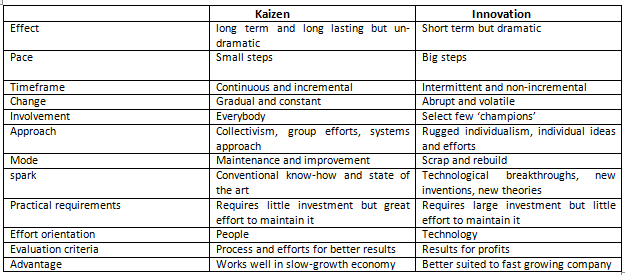 Kaizen Innovation
Effect long term and long lasting but un- Short term but dramatic
dramatic
Pace Small steps Big steps
Timeframe Continuous and incremental Intermittent and non-incremental
Change Gradual and constant Abrupt and volatile
Involvement Everybody Select few ‘champions’
Approach Collectivism, group efforts, systems Rugged individualism, individual ideas
approach and efforts
Mode Maintenance and improvement Scrap and rebuild
spark Conventional know-how and state of Technological breakthroughs, new
the art inventions, new theories
Practical requirements Requires little investment but great Requires large investment but little
effort to maintain it effort to maintain it
Effort orientation People Technology
Evaluation criteria Process and efforts for better results Results for profits
Advantage Works well in slow-growth economy Better suited to fast growing company